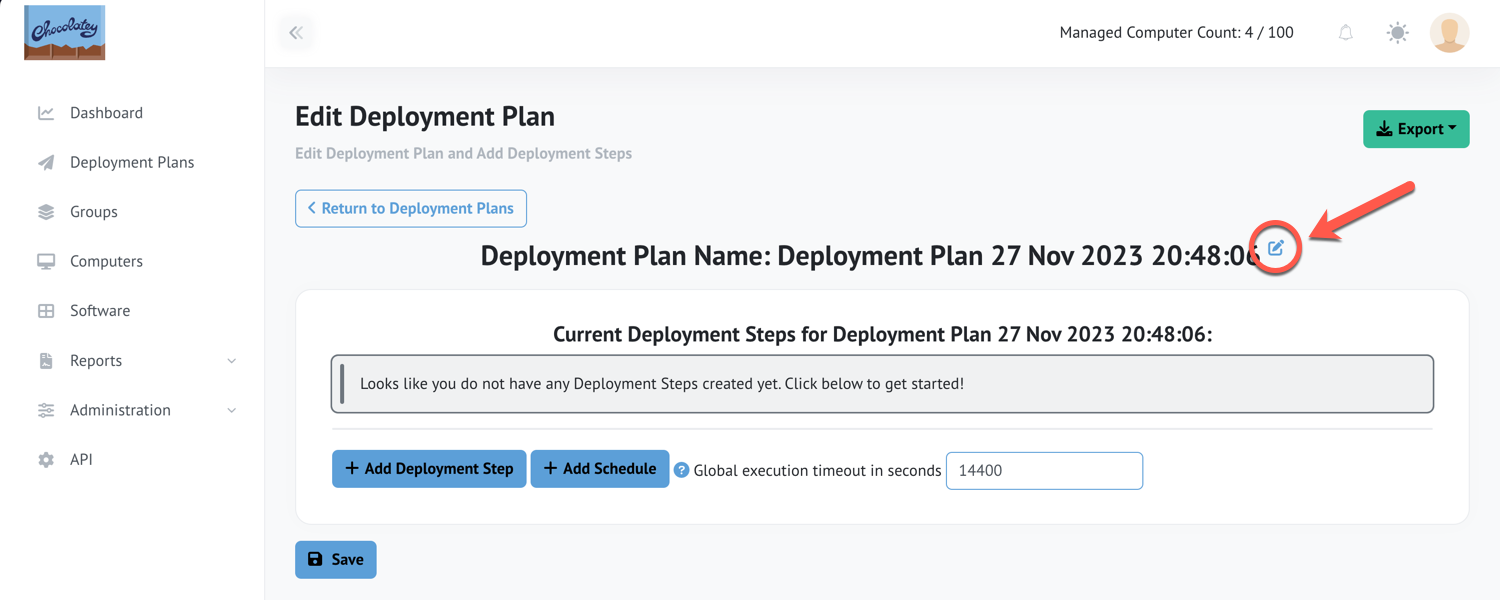 Chocolatey
Managed Computer Count: 4 / 100
Dashboard
Deployment Plans
Groups
Computers
Software
Reports
Administration
API
Edit Deployment Plan
Edit Deployment Plan and Add Deployment Steps
Export
Return to Deployment Plans
Deployment Plan Name: Deployment Plan 27 Nov 2023 20:48:06
Current Deployment Steps for Deployment Plan 27 Nov 2023 20:48:06:
Looks like you do not have any Deployment Steps created yet. Click below to get started!
+ Add Deployment Step + Add Schedule ? Global execution timeout in seconds 14400
Save